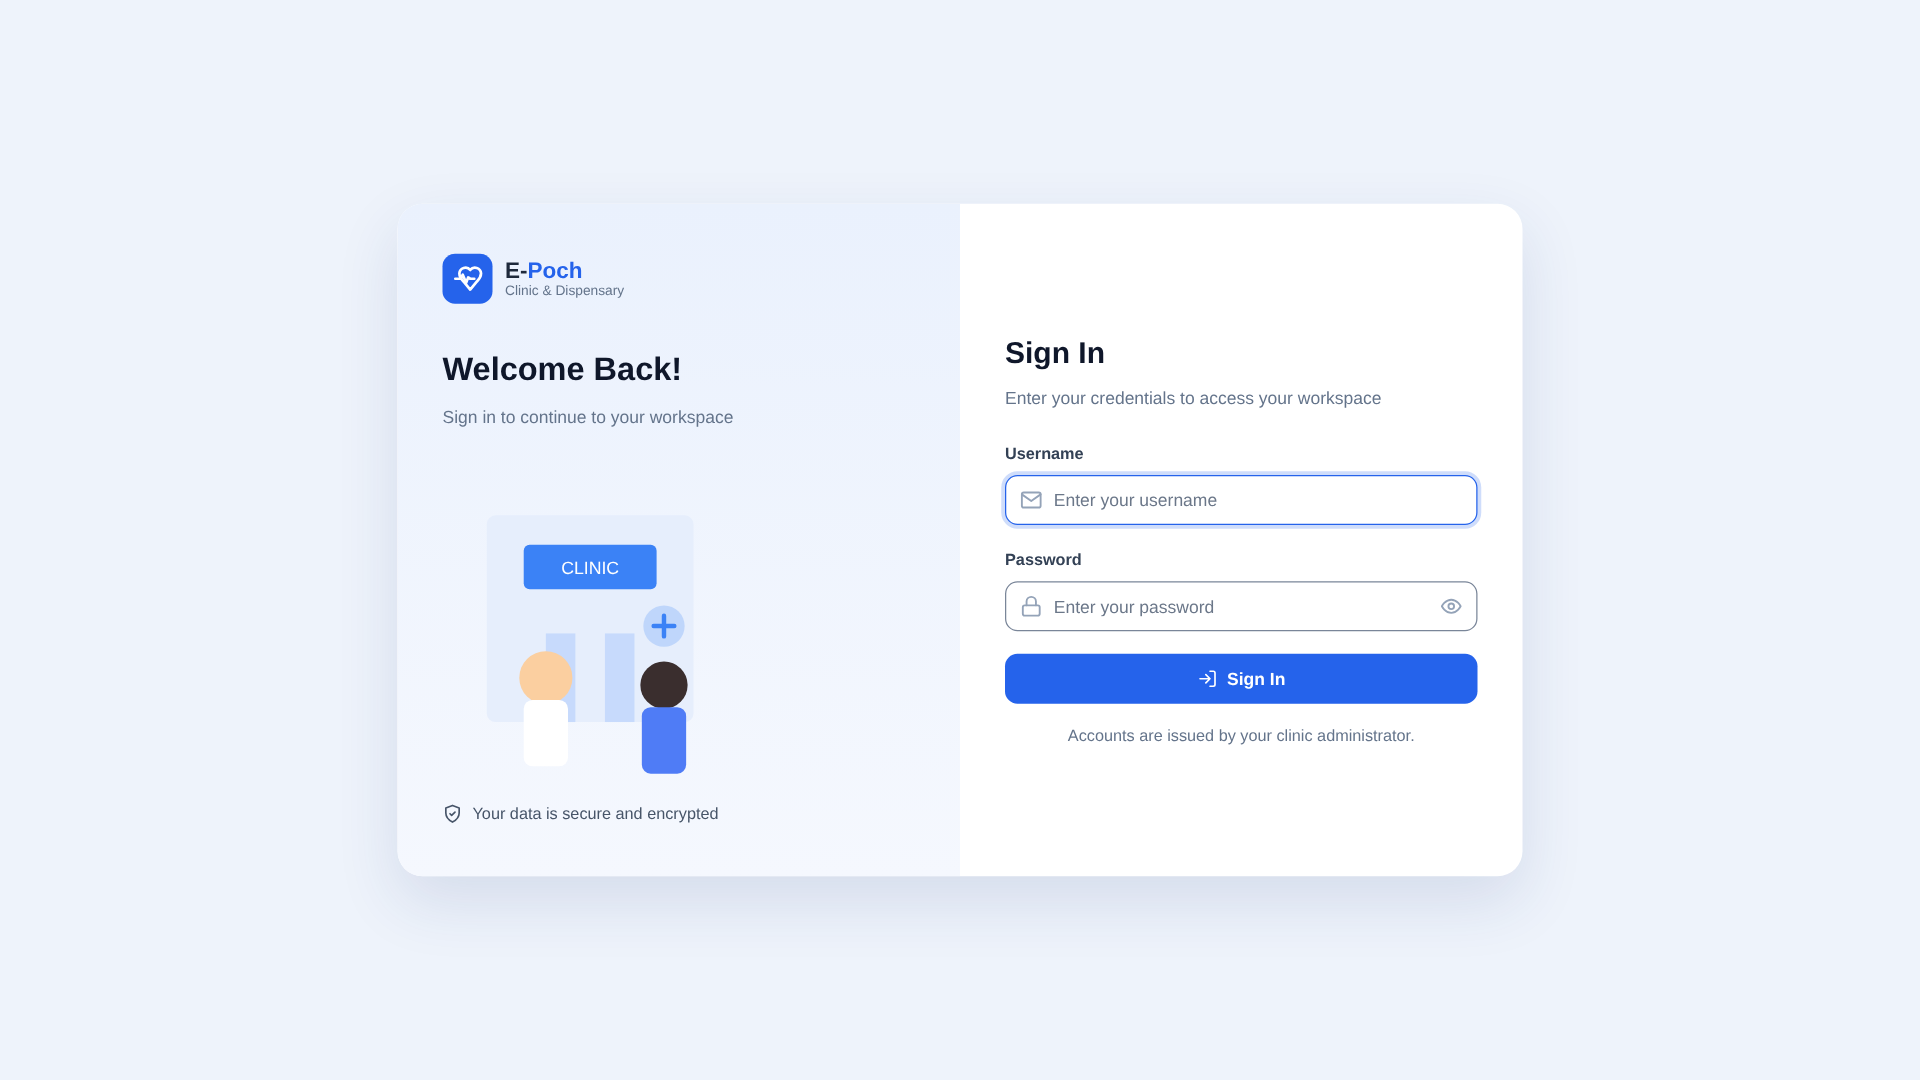 E-Poch
Clinic & Dispensary
Welcome Back!
Sign in to continue to your workspace
CLINIC
Your data is secure and encrypted
Sign In
Enter your credentials to access your workspace
Username
Enter your username
Password
Enter your password
Sign In
Accounts are issued by your clinic administrator.